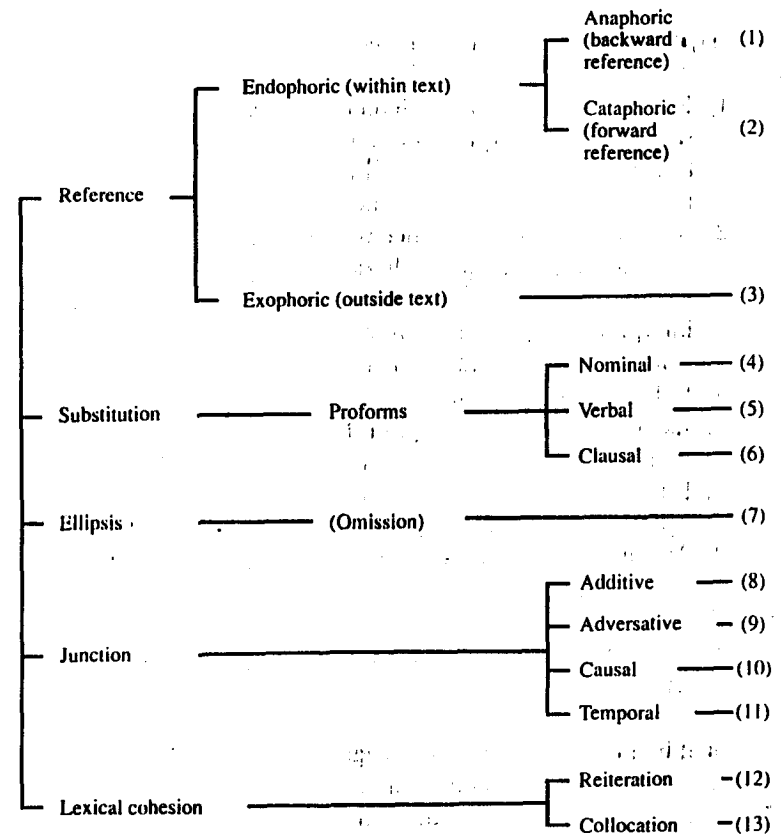 Anaphoric
(backward (1)
reference)
Endophoric (within text)
Cataphoric
(forward (2)
reference)
Reference
Exophoric (outside text) (3)
Nominal (4)
Substitution Proforms Verbal (5)
Clausal (6)
Ellipsis (Omission) (7)
Additive (8)
Adversative (9)
Junction
Causal (10)
Temporal (11)
Reiteration (12)
Lexical cohesion
Collocation (13)